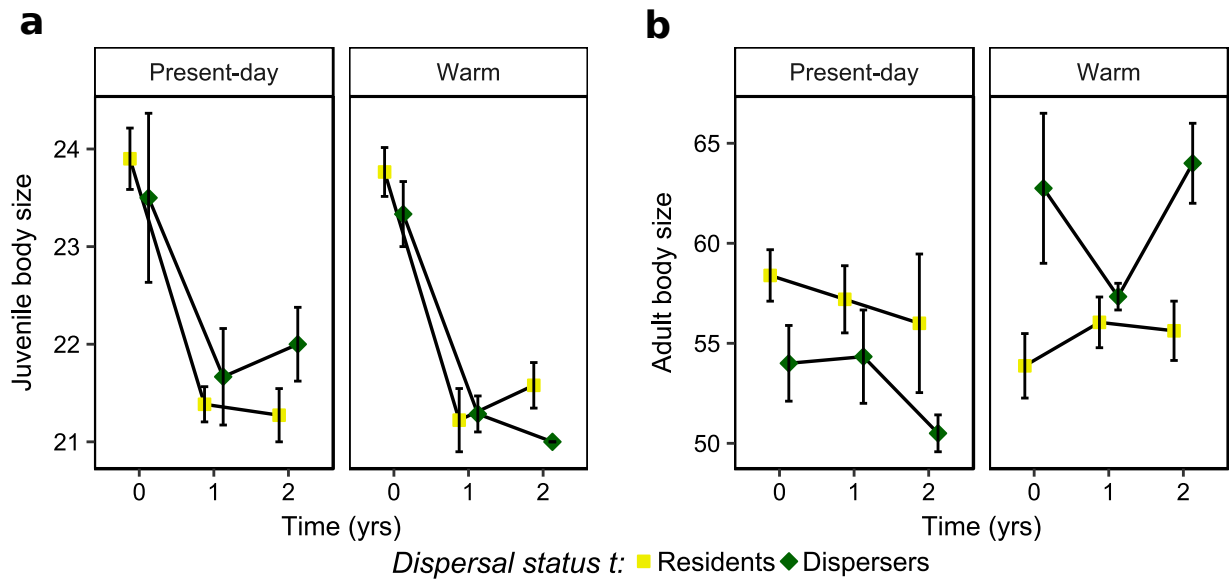 a
b
Present-day
Warm
Present-day
Warm
Juvenile body size
24
23
22
21
0 1 2
0 1 2
Time (yrs)
Adult body size
65
60
55
50
0 1 2
0 1 2
Time (yrs)
Dispersal status t: Residents Dispersers